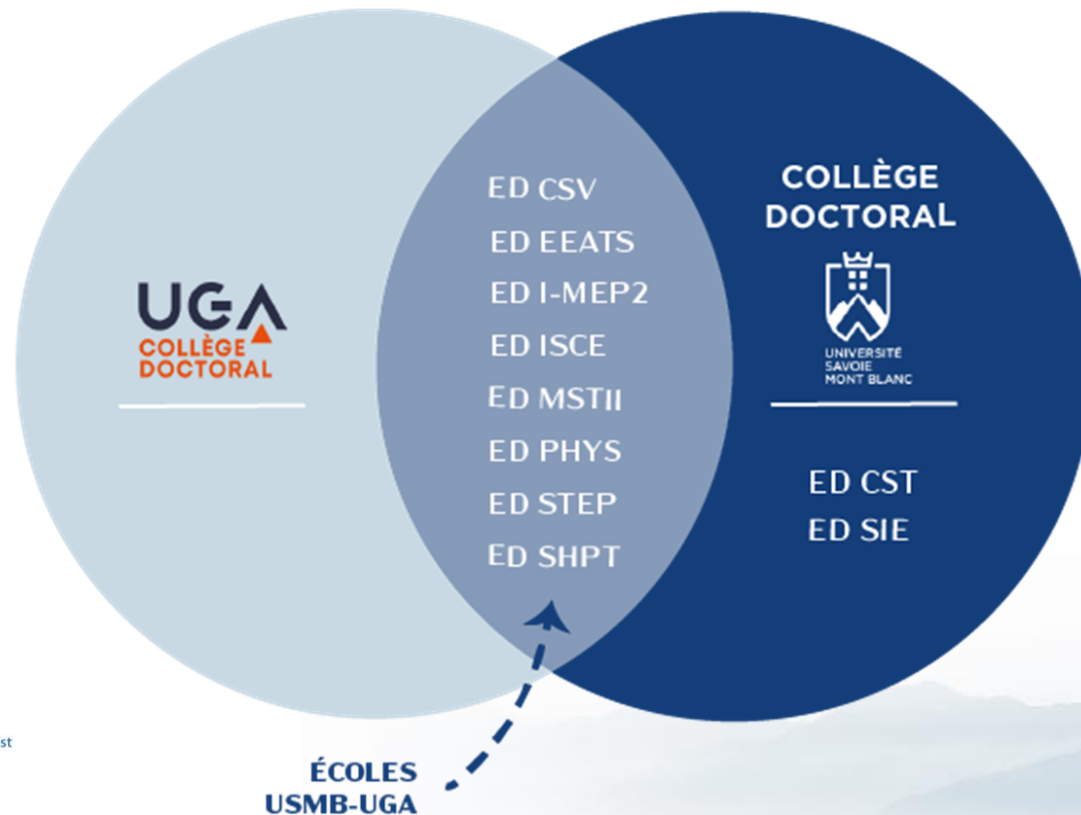 UGA
COLLÈGE
DOCTORAL
ED CSV
ED EEATS
ED I-MEP2
ED ISCE
ED MSTII
ED PHYS
ED STEP
ED SHPT
COLLÈGE
DOCTORAL
UNIVERSITÉ
SAVOIE
MONT BLANC
ED CST
ED SIE
st
ÉCOLES
USMB-UGA